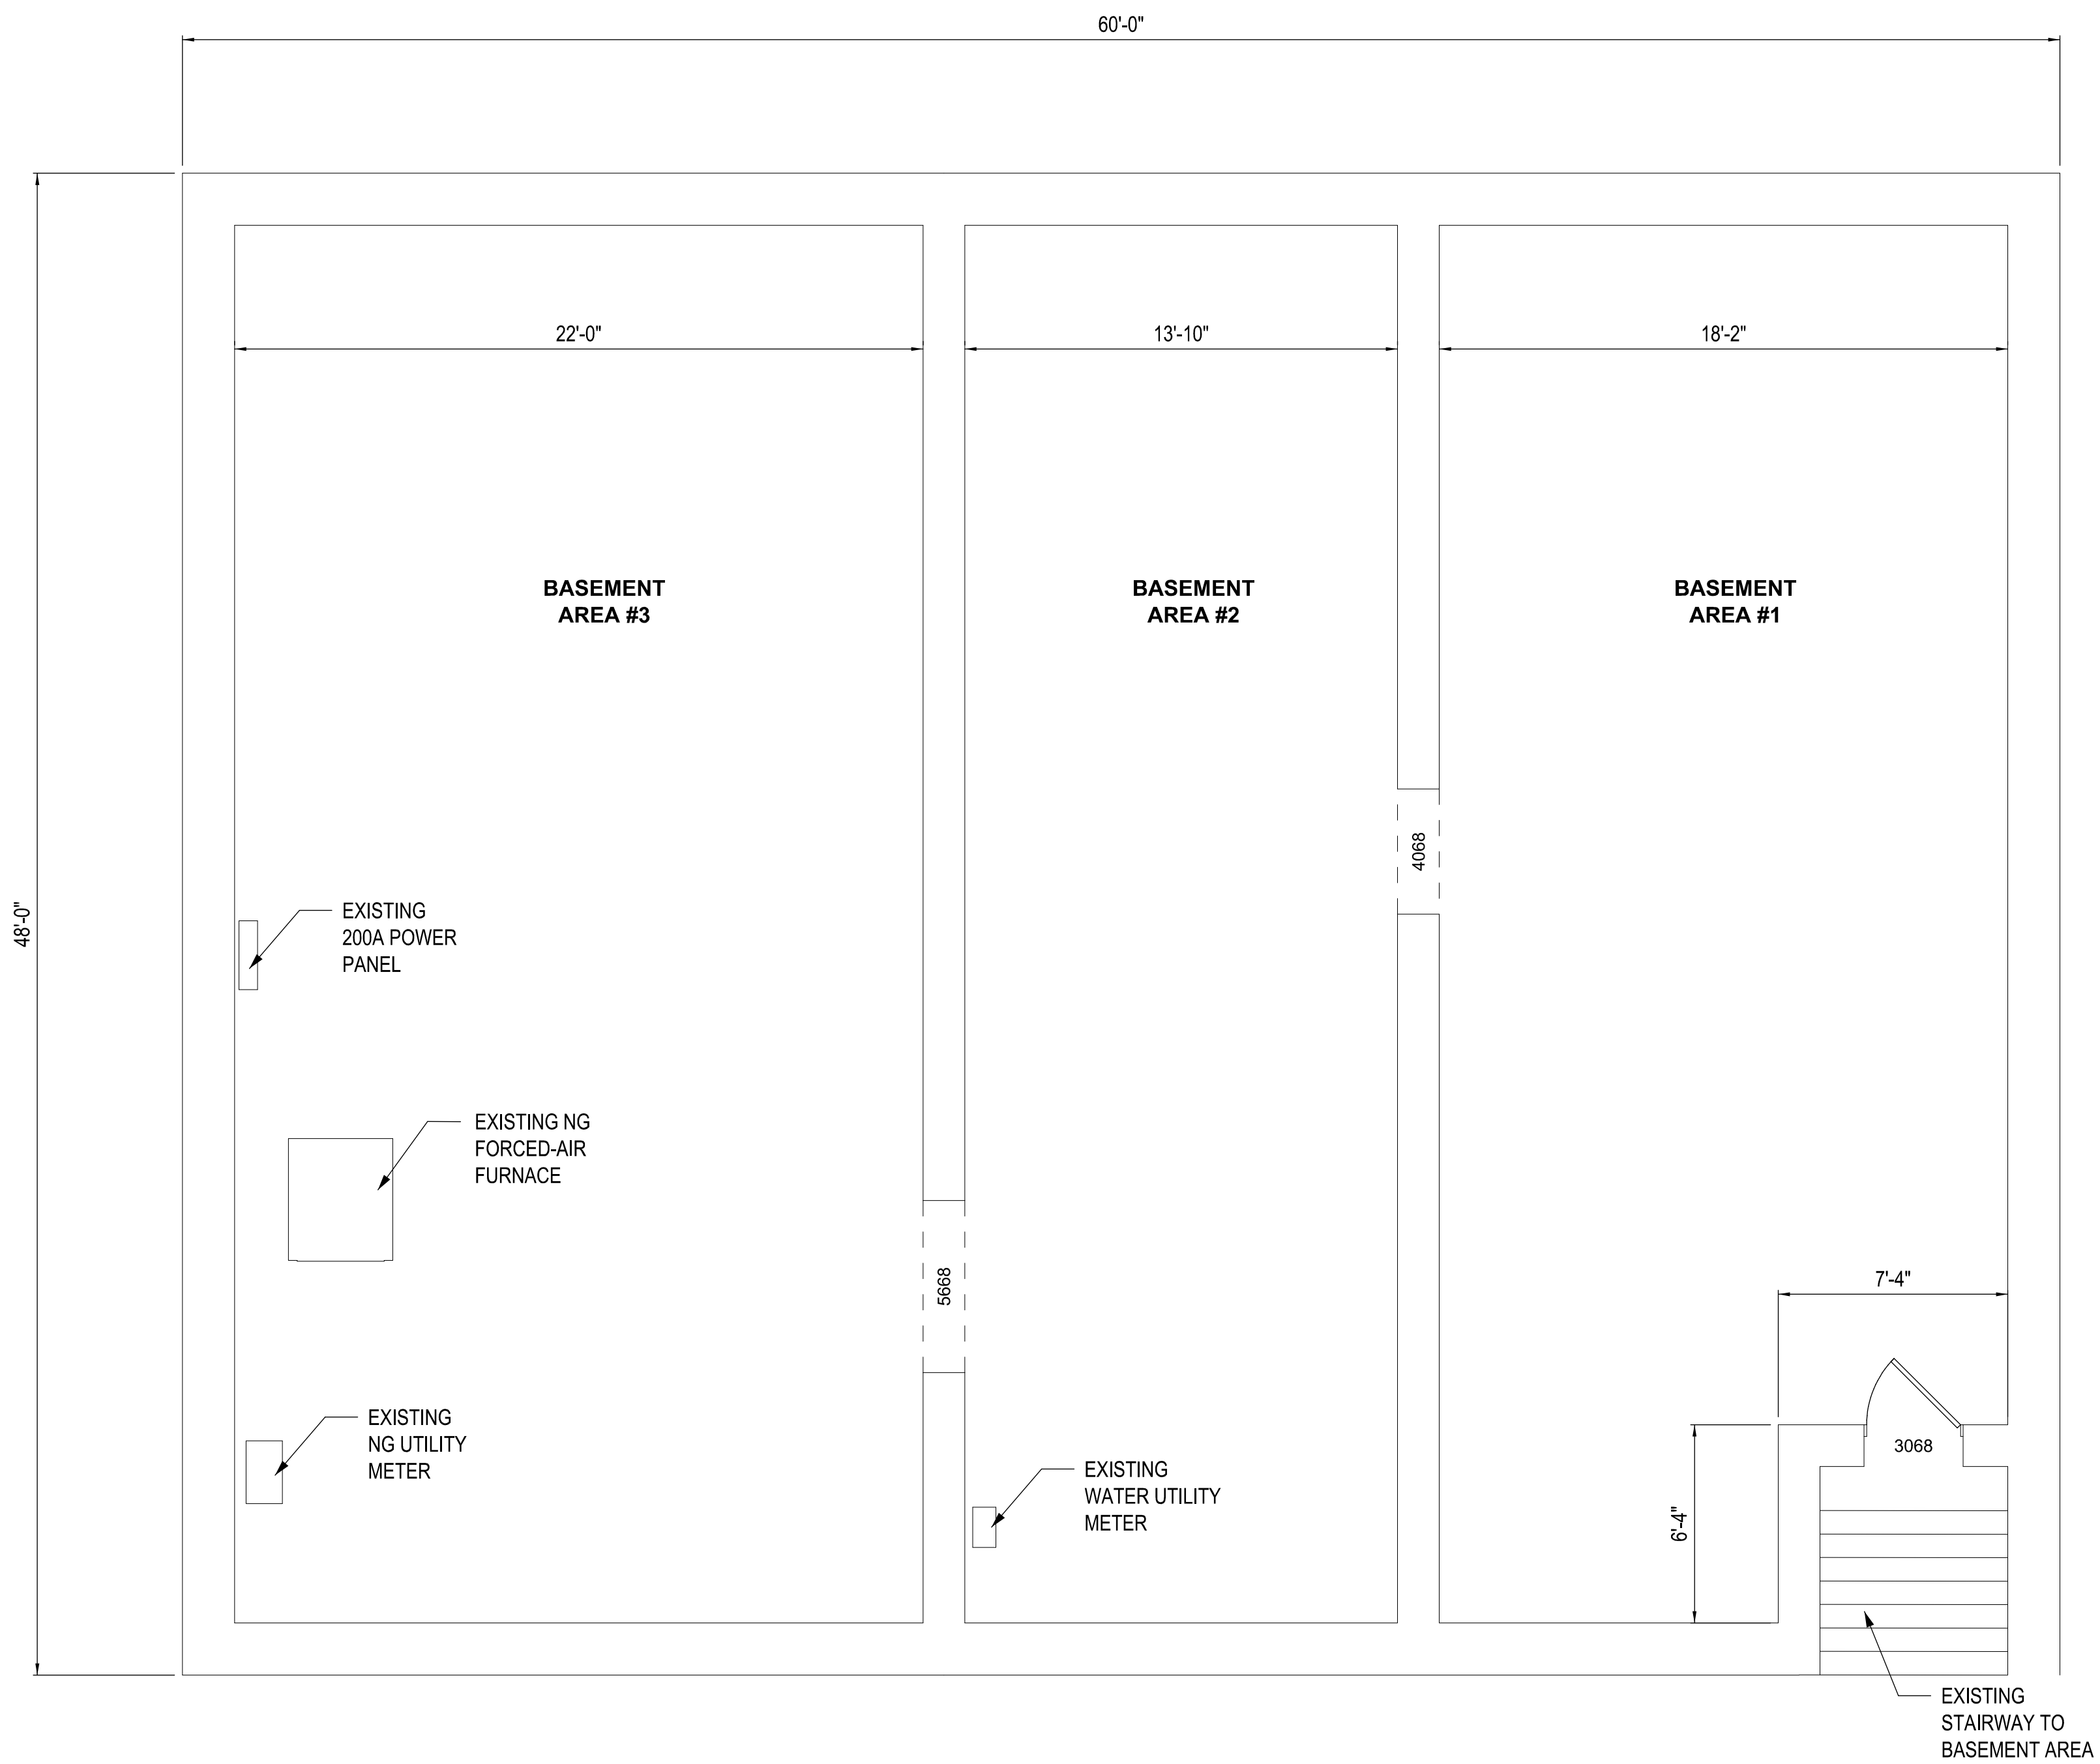 60'-0"
22'-0"
13'-10"
18'-2"
BASEMENT
AREA #3
BASEMENT
AREA #2
BASEMENT
AREA #1
4068
48'-0"
EXISTING
200A POWER
PANEL
EXISTING NG
FORCED-AIR
FURNACE
5668
7'-4"
EXISTING
NG UTILITY
METER
3068
EXISTING
WATER UTILITY
METER
6'-4"
EXISTING
STAIRWAY TO
BASEMENT AREA